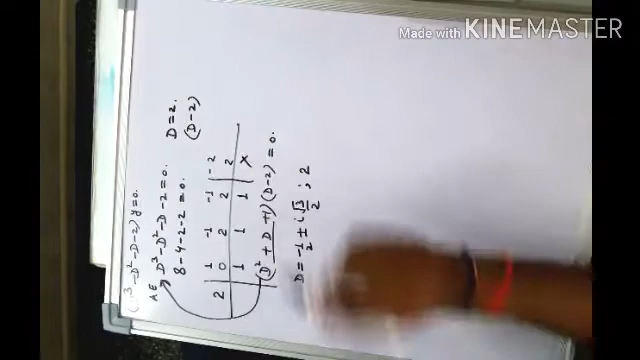 Made with KINEMASTER
(D³-D²-D-2)y=0.
AE D³-D²-D-2=0. D=2.
8-4-2-2=0. (D-2)
2 | 1 -1 -1 | -2
0 2 2 | 2
1 1 1 | X
(D²+D+1)(D-2)=0.
D=-1/2 ± i√3/2 ; 2